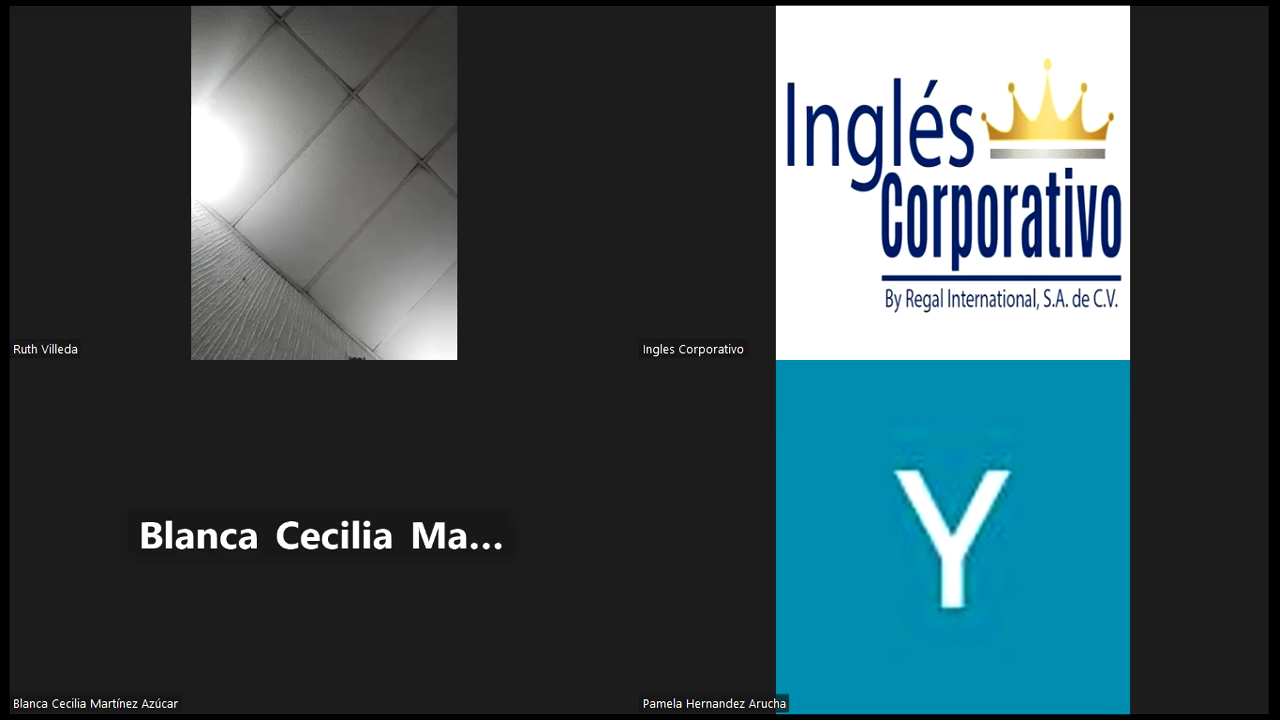 Inglés
Corporativo
By Regal International, S.A. de C.V.
Ruth Villeda
Ingles Corporativo
Blanca Cecilia Ma...
Y
Blanca Cecilia Martínez Azúcar
Pamela Hernandez Arucha